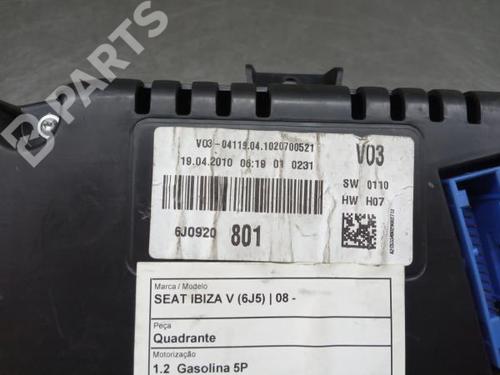 B-PARTS
V03-04119.04.1020700521
19.04.2010 06:19 01 0231
V03
SW 0110
HW H07
6J0920 801
Marca / Modelo
SEAT IBIZA V (6J5) | 08 -
Peça
Quadrante
Motorização
1.2 Gasolina 5P